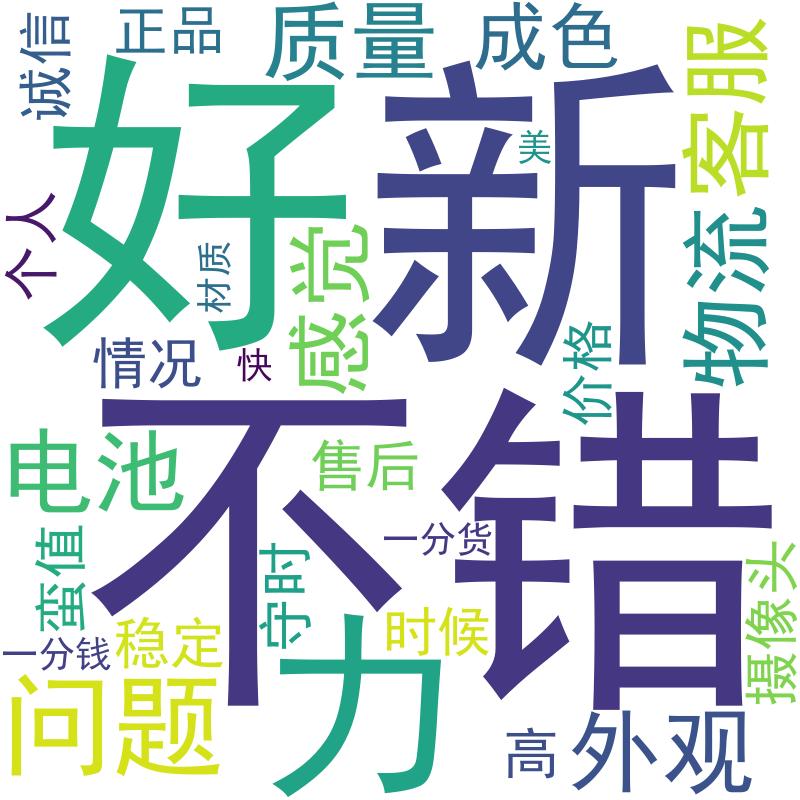 诚信
正品
质量
成色
客服
好
新
美
个人
材质
感觉
物流
情况
快
价格
不错
电池
售后
一分货
蛮值
守时
摄像头
一分钱
稳定
时候
力
问题
高
外观